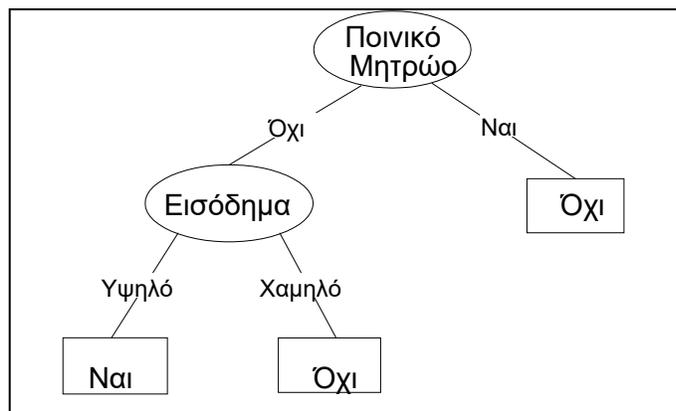 Ποινικό
Μητρώο
Όχι
Ναι
Εισόδημα
Όχι
Υψηλό
Χαμηλό
Ναι
Όχι